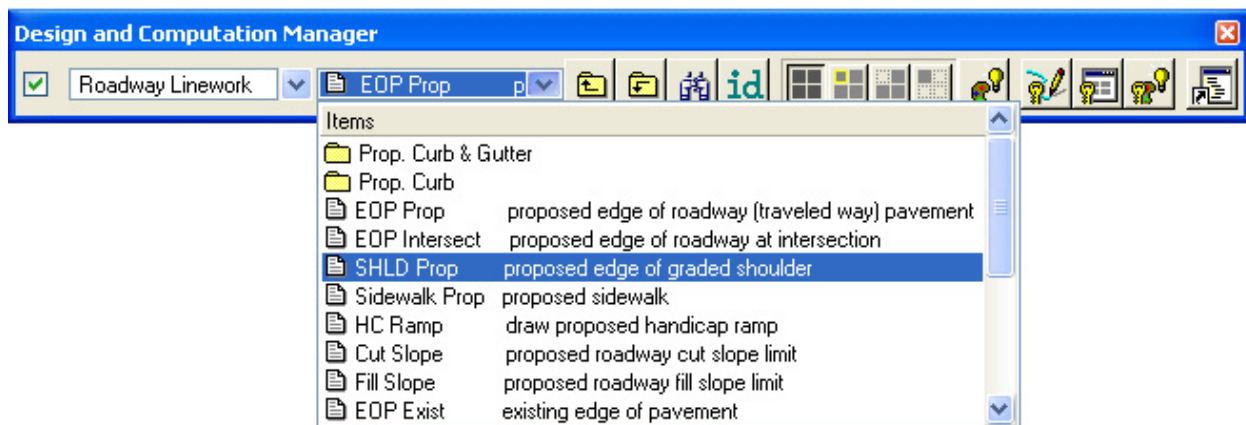 Design and Computation Manager
Roadway Linework EOP Prop p id
Items
Prop. Curb & Gutter
Prop. Curb
EOP Prop proposed edge of roadway (traveled way) pavement
EOP Intersect proposed edge of roadway at intersection
SHLD Prop proposed edge of graded shoulder
Sidewalk Prop proposed sidewalk
HC Ramp draw proposed handicap ramp
Cut Slope proposed roadway cut slope limit
Fill Slope proposed roadway fill slope limit
EOP Exist existing edge of pavement